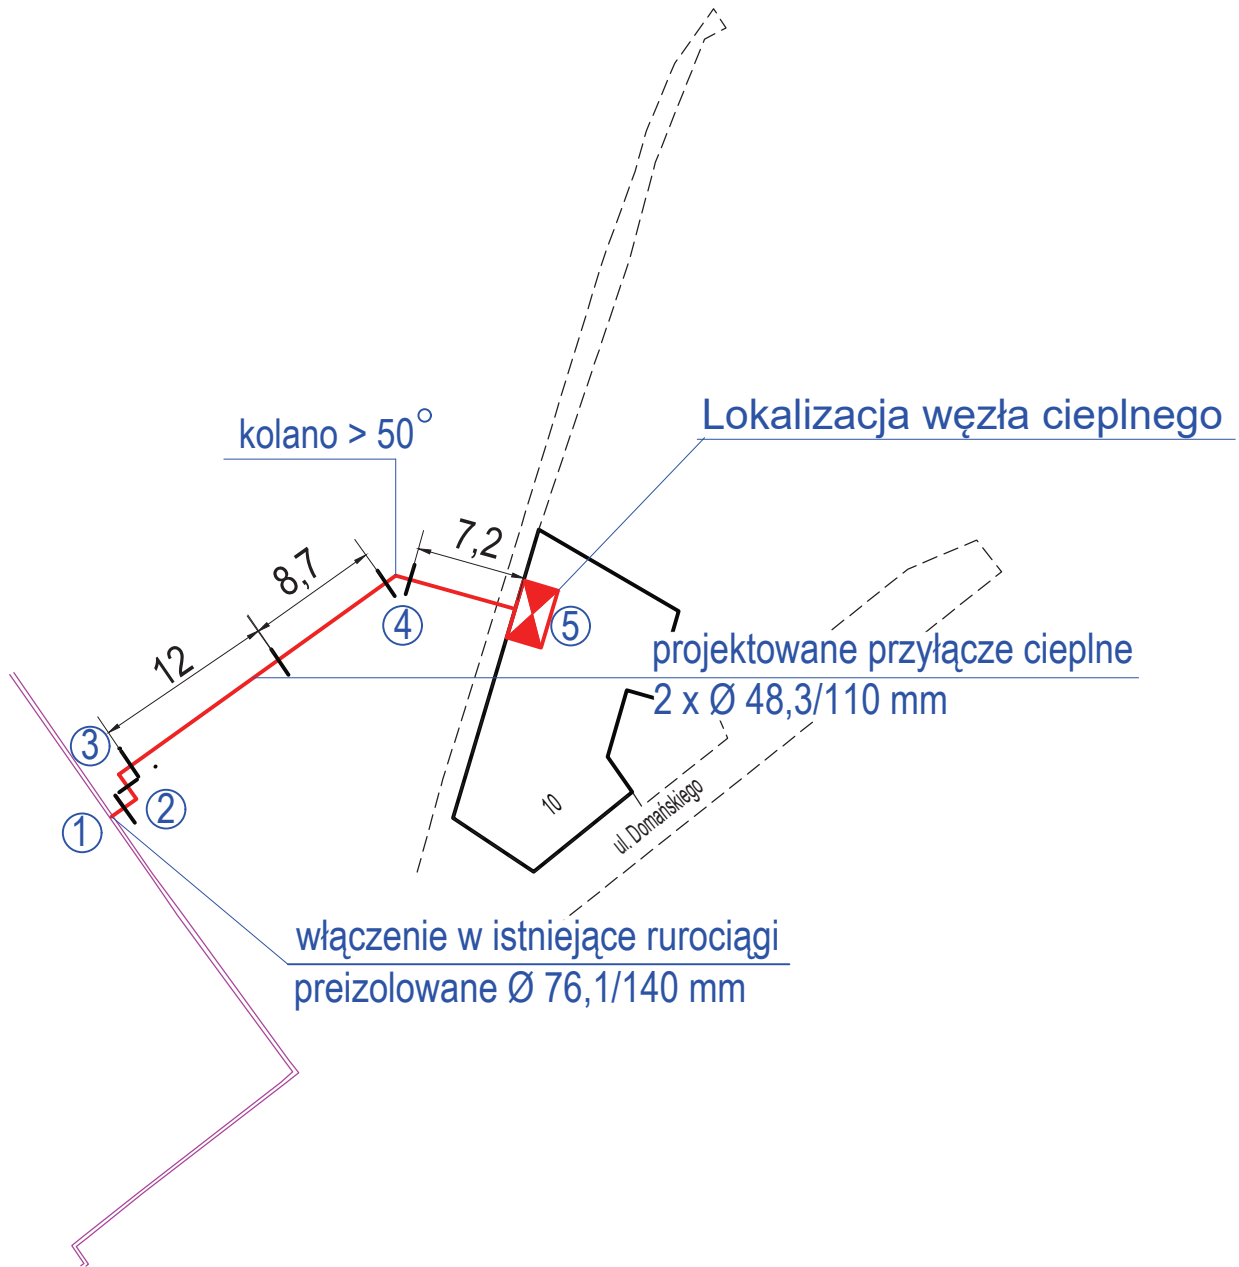 Lokalizacja węzła cieplnego
kolano > 50°
7,2
8,7
12
4
5
projektowane przyłącze cieplne
2 x Ø 48,3/110 mm
3
2
1
10
ul. Domańskiego
włączenie w istniejące rurociągi
preizolowane Ø 76,1/140 mm